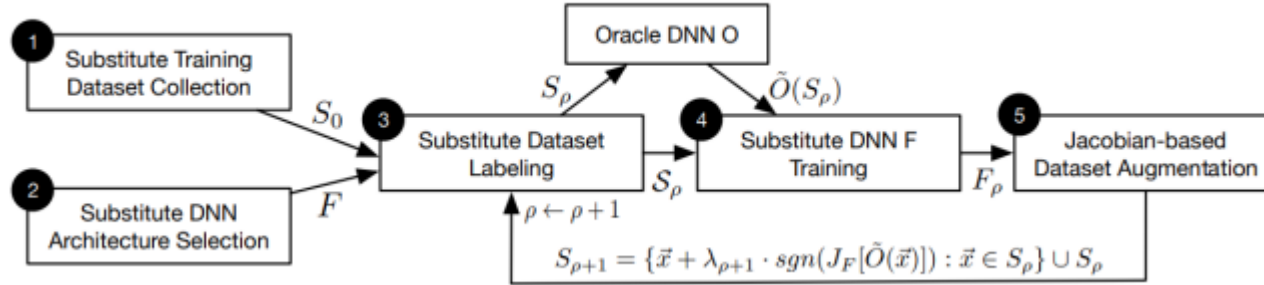 1
Substitute Training
Dataset Collection
2
Substitute DNN
Architecture Selection
S₀
F
3
Substitute Dataset
Labeling
S_ρ
Oracle DNN O
Õ(S_ρ)
𝒮_ρ
4
Substitute DNN F
Training
F_ρ
5
Jacobian-based
Dataset Augmentation
ρ ← ρ + 1
S_{ρ+1} = {x⃗ + λ_{ρ+1} · sgn(J_F[Õ(x⃗)]) : x⃗ ∈ S_ρ} ∪ S_ρ